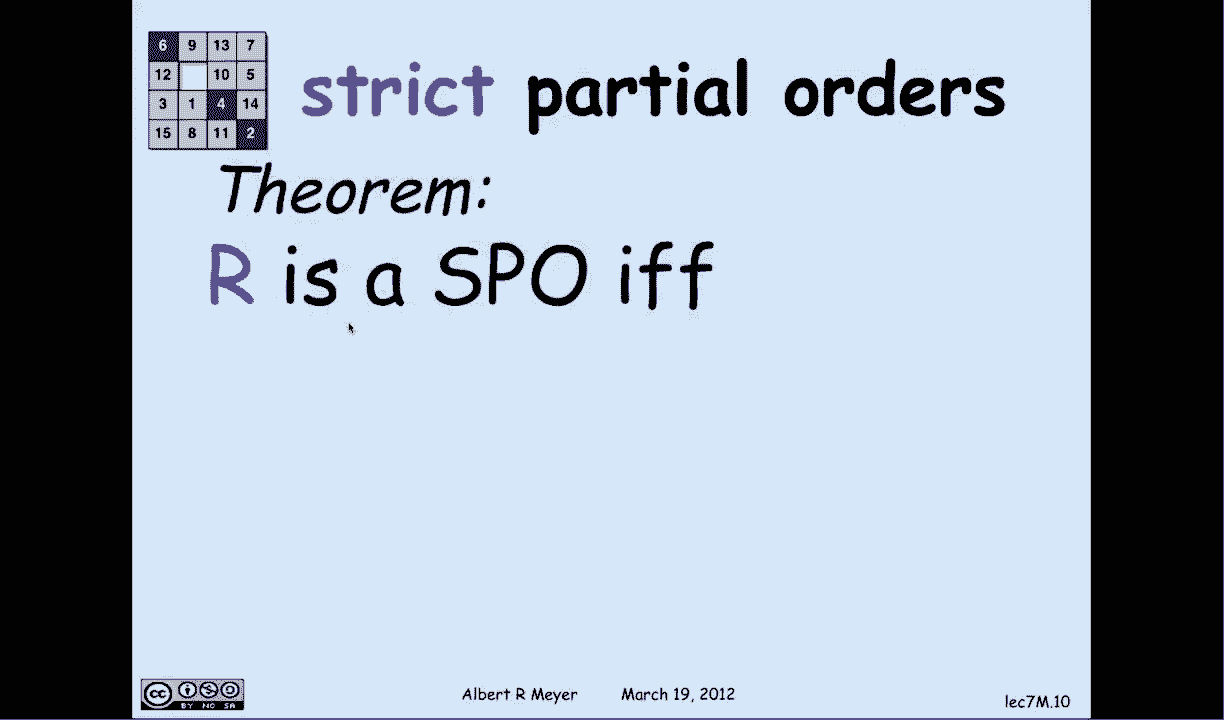 6 9 13 7
12 10 5
3 1 4 14
15 8 11 2
strict partial orders
Theorem:
R is a SPO iff
cc BY NC SA
Albert R Meyer March 19, 2012
lec7M.10